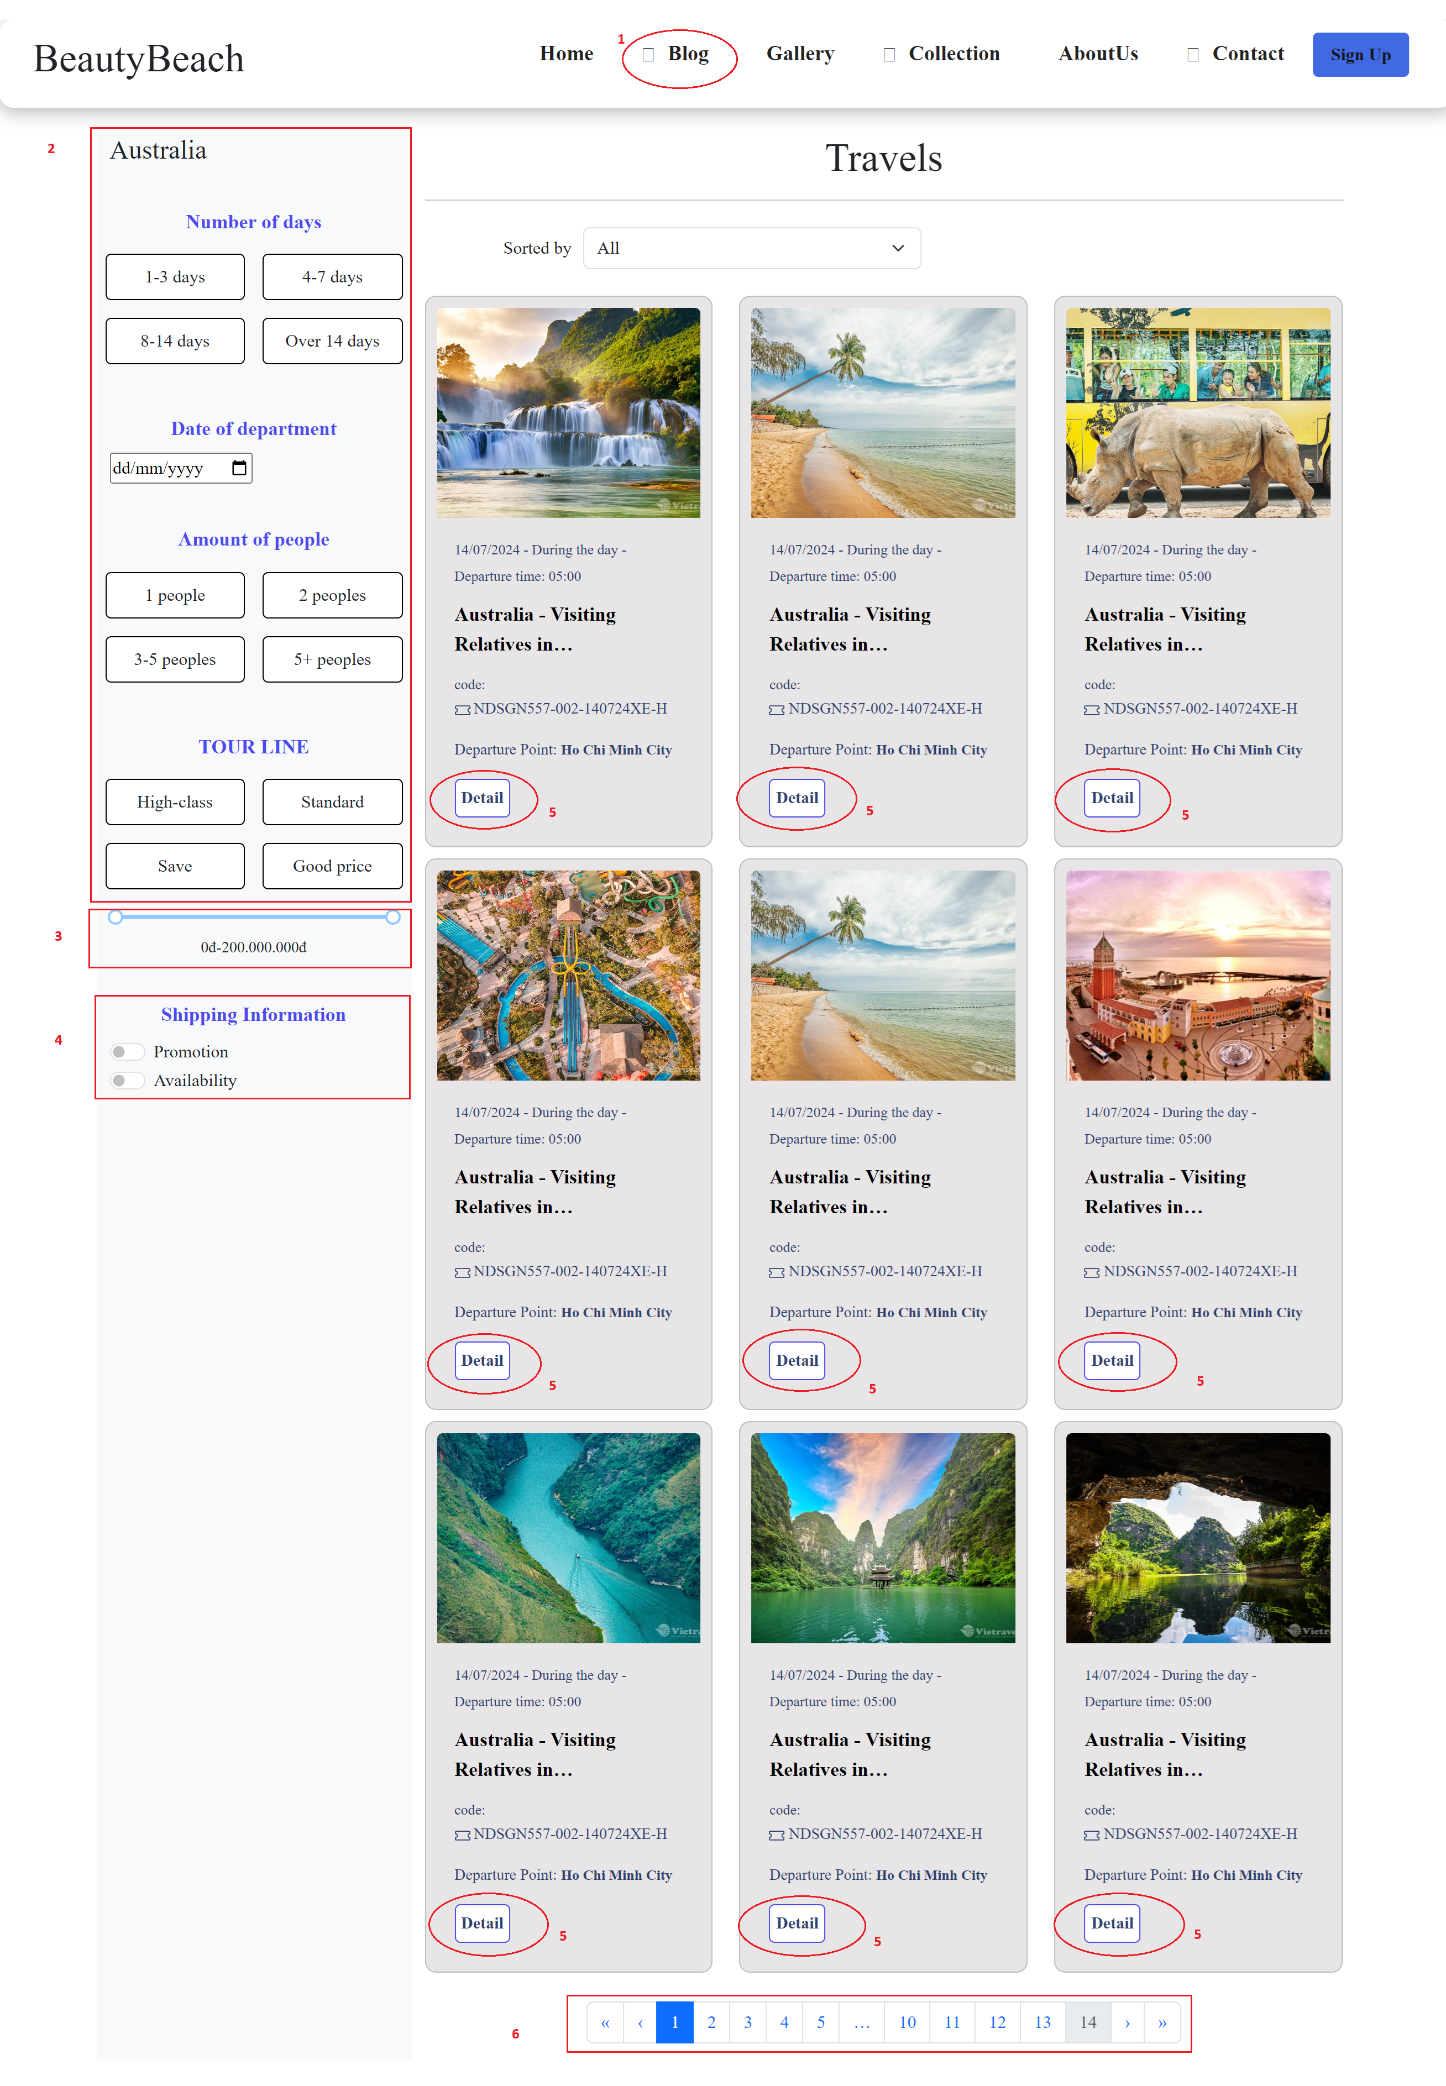 BeautyBeach
Home
1
Blog
Gallery
Collection
AboutUs
Contact
Sign Up
2
Australia
Number of days
1-3 days
4-7 days
8-14 days
Over 14 days
Date of department
dd/mm/yyyy
Amount of people
1 people
2 peoples
3-5 peoples
5+ peoples
TOUR LINE
High-class
Standard
Save
Good price
3
0đ-200.000.000đ
4
Shipping Information
Promotion
Availability
Travels
Sorted by
All
14/07/2024 - During the day -
Departure time: 05:00
Australia - Visiting
Relatives in…
code:
NDSGN557-002-140724XE-H
Departure Point: Ho Chi Minh City
Detail
5
14/07/2024 - During the day -
Departure time: 05:00
Australia - Visiting
Relatives in…
code:
NDSGN557-002-140724XE-H
Departure Point: Ho Chi Minh City
Detail
5
14/07/2024 - During the day -
Departure time: 05:00
Australia - Visiting
Relatives in…
code:
NDSGN557-002-140724XE-H
Departure Point: Ho Chi Minh City
Detail
5
14/07/2024 - During the day -
Departure time: 05:00
Australia - Visiting
Relatives in…
code:
NDSGN557-002-140724XE-H
Departure Point: Ho Chi Minh City
Detail
5
14/07/2024 - During the day -
Departure time: 05:00
Australia - Visiting
Relatives in…
code:
NDSGN557-002-140724XE-H
Departure Point: Ho Chi Minh City
Detail
5
14/07/2024 - During the day -
Departure time: 05:00
Australia - Visiting
Relatives in…
code:
NDSGN557-002-140724XE-H
Departure Point: Ho Chi Minh City
Detail
5
Vietrav
14/07/2024 - During the day -
Departure time: 05:00
Australia - Visiting
Relatives in…
code:
NDSGN557-002-140724XE-H
Departure Point: Ho Chi Minh City
Detail
5
Vietrave
14/07/2024 - During the day -
Departure time: 05:00
Australia - Visiting
Relatives in…
code:
NDSGN557-002-140724XE-H
Departure Point: Ho Chi Minh City
Detail
5
14/07/2024 - During the day -
Departure time: 05:00
Australia - Visiting
Relatives in…
code:
NDSGN557-002-140724XE-H
Departure Point: Ho Chi Minh City
Detail
5
6
« ‹ 1 2 3 4 5 … 10 11 12 13 14 › »